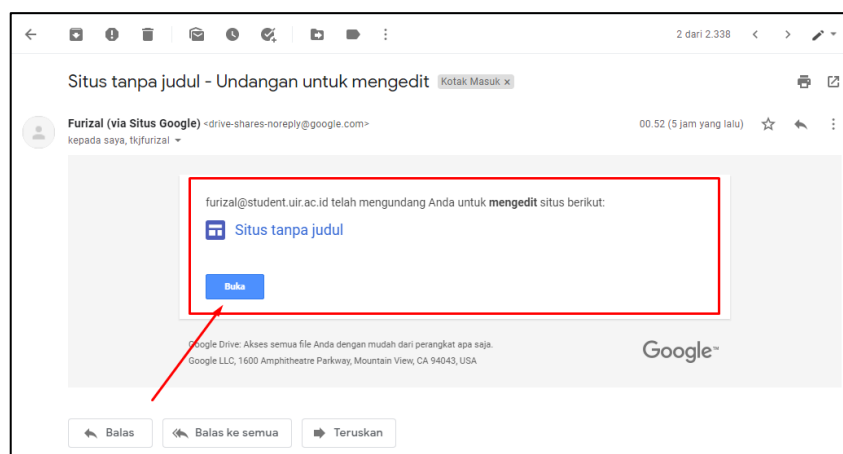 2 dari 2.338
Situs tanpa judul - Undangan untuk mengedit Kotak Masuk x
Furizal (via Situs Google) <drive-shares-noreply@google.com> 00.52 (5 jam yang lalu)
kepada saya, tkjfurizal
furizal@student.uir.ac.id telah mengundang Anda untuk mengedit situs berikut:
Situs tanpa judul
Buka
Google Drive: Akses semua file Anda dengan mudah dari perangkat apa saja.
Google LLC, 1600 Amphitheatre Parkway, Mountain View, CA 94043, USA
Google™
Balas Balas ke semua Teruskan